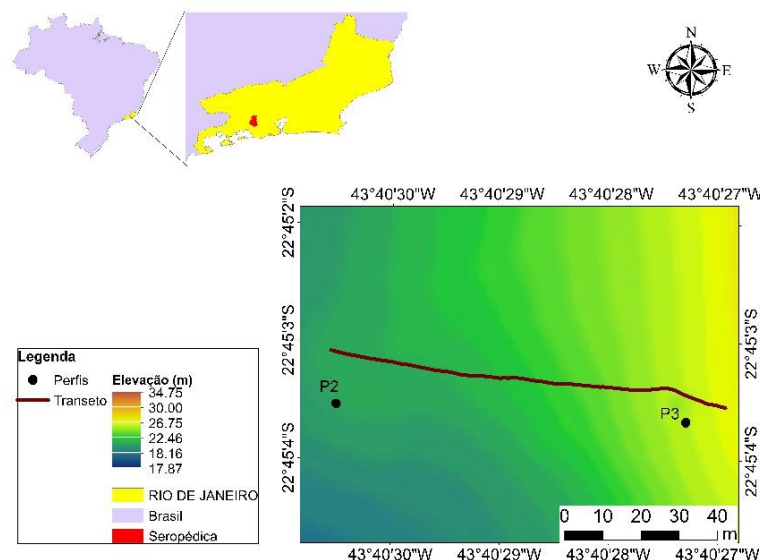 N
W E
S
43°40'30"W 43°40'29"W 43°40'28"W 43°40'27"W
22°45'2"S 22°45'2"S
22°45'3"S 22°45'3"S
22°45'4"S 22°45'4"S
P2
P3
Legenda
Perfis
Transeto
Elevação (m)
34.75
30.00
26.75
22.46
18.16
17.87
RIO DE JANEIRO
Brasil
Seropédica
0 10 20 30 40
m
43°40'30"W 43°40'29"W 43°40'28"W 43°40'27"W